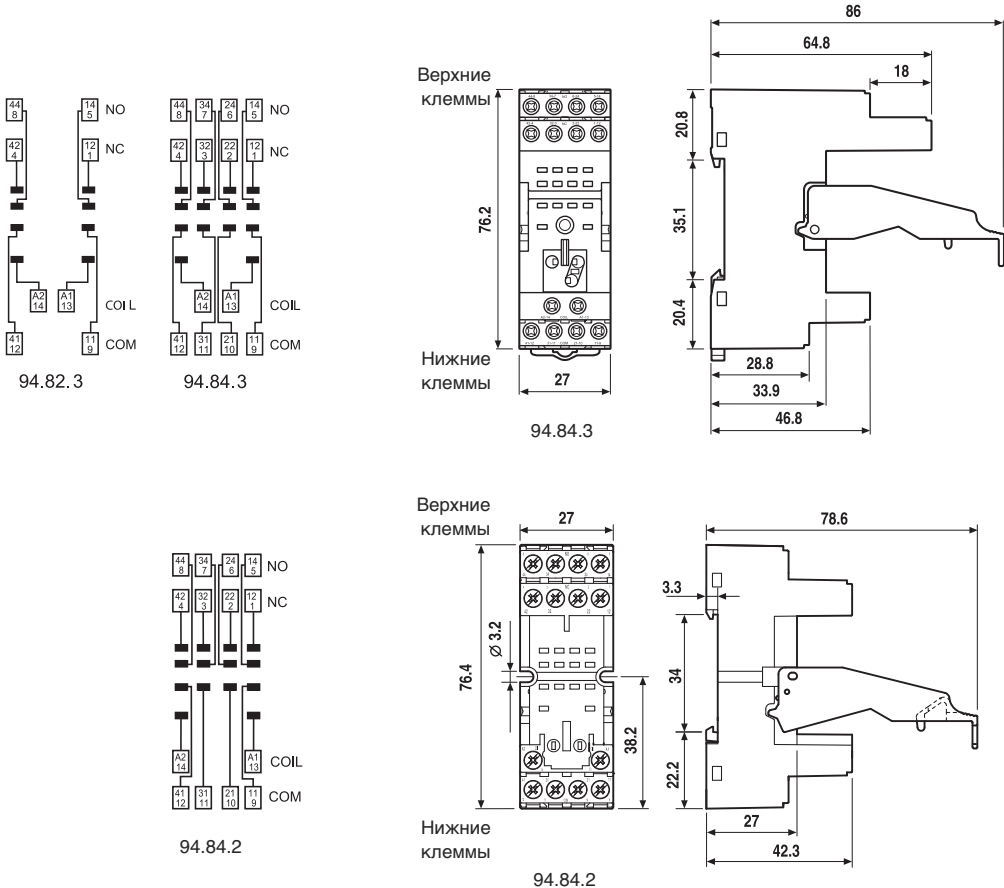 44 8
14 5
NO
42 4
12 1
NC
A2 14
A1 13
COIL
41 12
11 9
COM
94.82.3
44 8
34 7
24 6
14 5
NO
42 4
32 3
22 2
12 1
NC
A2 14
A1 13
COIL
41 12
31 11
21 10
11 9
COM
94.84.3
Верхние
клеммы
76.2
Нижние
клеммы
27
94.84.3
86
64.8
18
20.8
35.1
20.4
28.8
33.9
46.8
44 8
34 7
24 6
14 5
NO
42 4
32 3
22 2
12 1
NC
A2 14
A1 13
COIL
41 12
31 11
21 10
11 9
COM
94.84.2
Верхние
клеммы
27
76.4
Ø 3.2
38.2
Нижние
клеммы
94.84.2
78.6
3.3
34
22.2
27
42.3